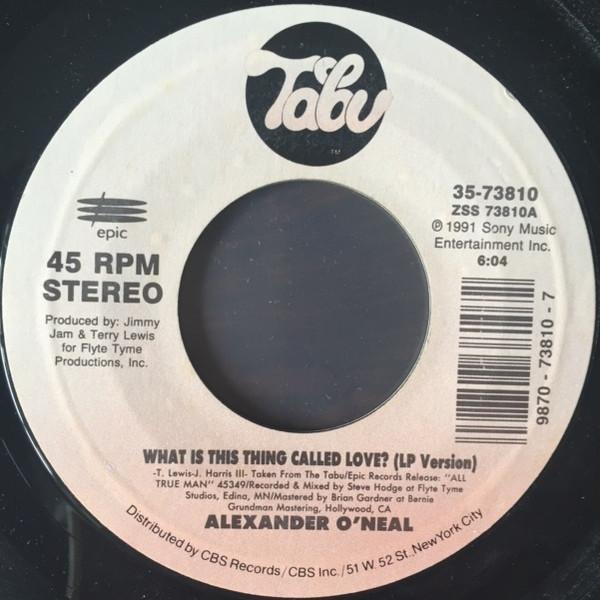 Tabu
TM
epic
45 RPM
STEREO
Produced by: Jimmy
Jam & Terry Lewis
for Flyte Tyme
Productions, Inc.
35-73810
ZSS 73810A
℗ 1991 Sony Music
Entertainment Inc.
6:04
9870 - 73810 - 7
WHAT IS THIS THING CALLED LOVE? (LP Version)
-T. Lewis-J. Harris III- Taken From The Tabu/Epic Records Release: "ALL
TRUE MAN" 45349/Recorded & Mixed by Steve Hodge at Flyte Tyme
Studios, Edina, MN/Mastered by Brian Gardner at Bernie
Grundman Mastering, Hollywood, CA
ALEXANDER O'NEAL
Distributed by CBS Records/CBS Inc./51 W. 52 St., New York City